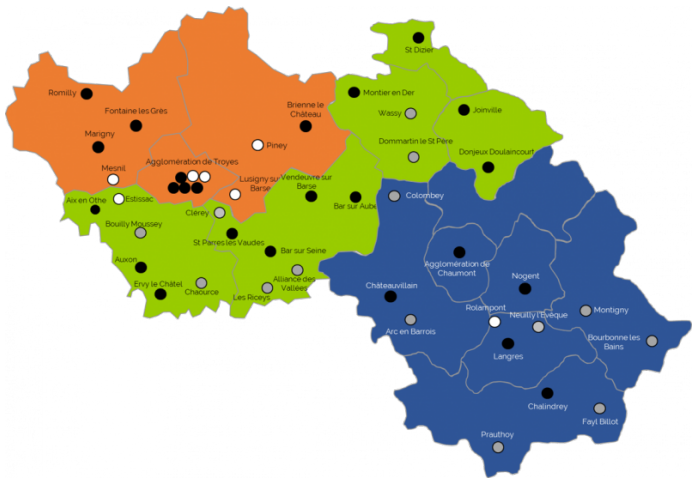 St Dizier
Romilly
Montier en Der
Fontaine les Grès
Brienne le
Château
Wassy
Joinville
Marigny
Piney
Dommartin le St Père
Mesnil
Agglomération de Troyes
Donjeux Doulaincourt
Lusigny sur
Barse
Vendeuvre sur
Barse
Aix en Othe
Estissac
Bar sur Aube
Colombey
Clérey
Bouilly Moussey
St Parres les Vaudes
Bar sur Seine
Agglomération de
Chaumont
Auxon
Nogent
Alliance des
Vallées
Ervy le Châtel
Chaource
Les Riceys
Châteauvillain
Rolampont
Neuilly l'Evêque
Montigny
Arc en Barrois
Bourbonne les
Bains
Langres
Chalindrey
Fayl Billot
Prauthoy